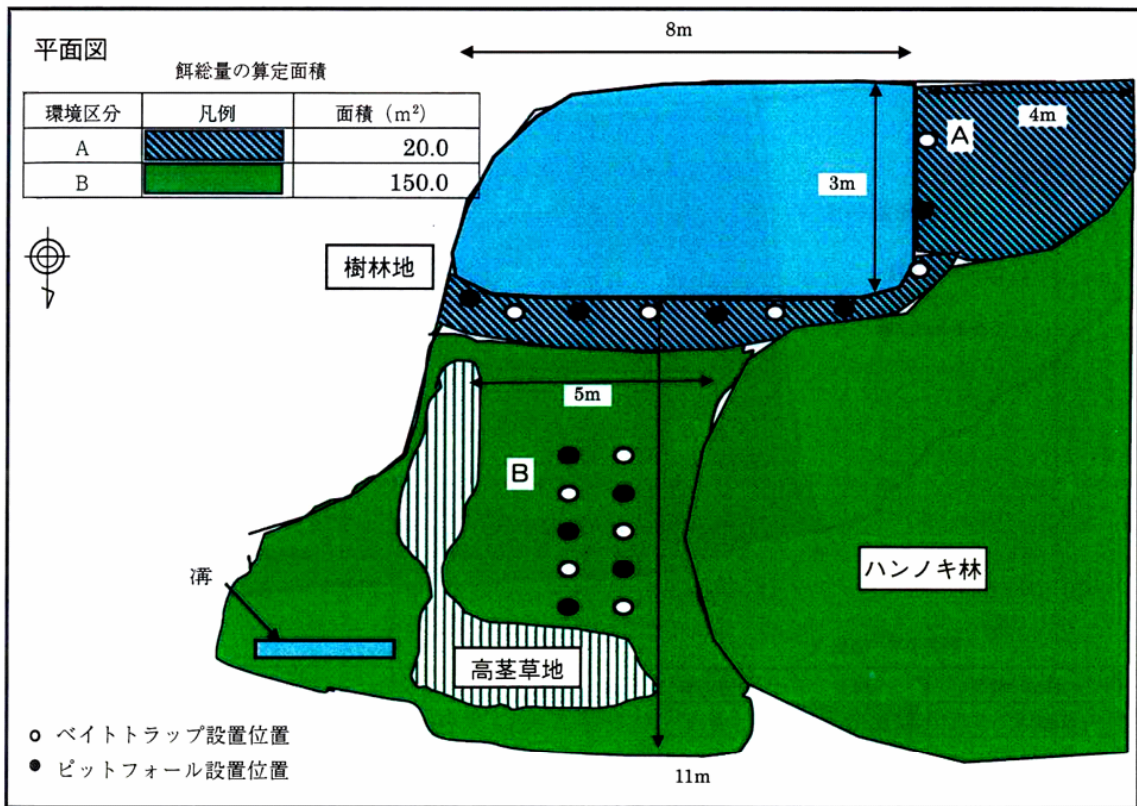 平面図
餌総量の算定面積
環境区分 凡例 面積 (m²)
A 20.0
B 150.0
8m
A
4m
3m
樹林地
5m
B
溝
ハンノキ林
高茎草地
ベイトトラップ設置位置
ピットフォール設置位置
11m